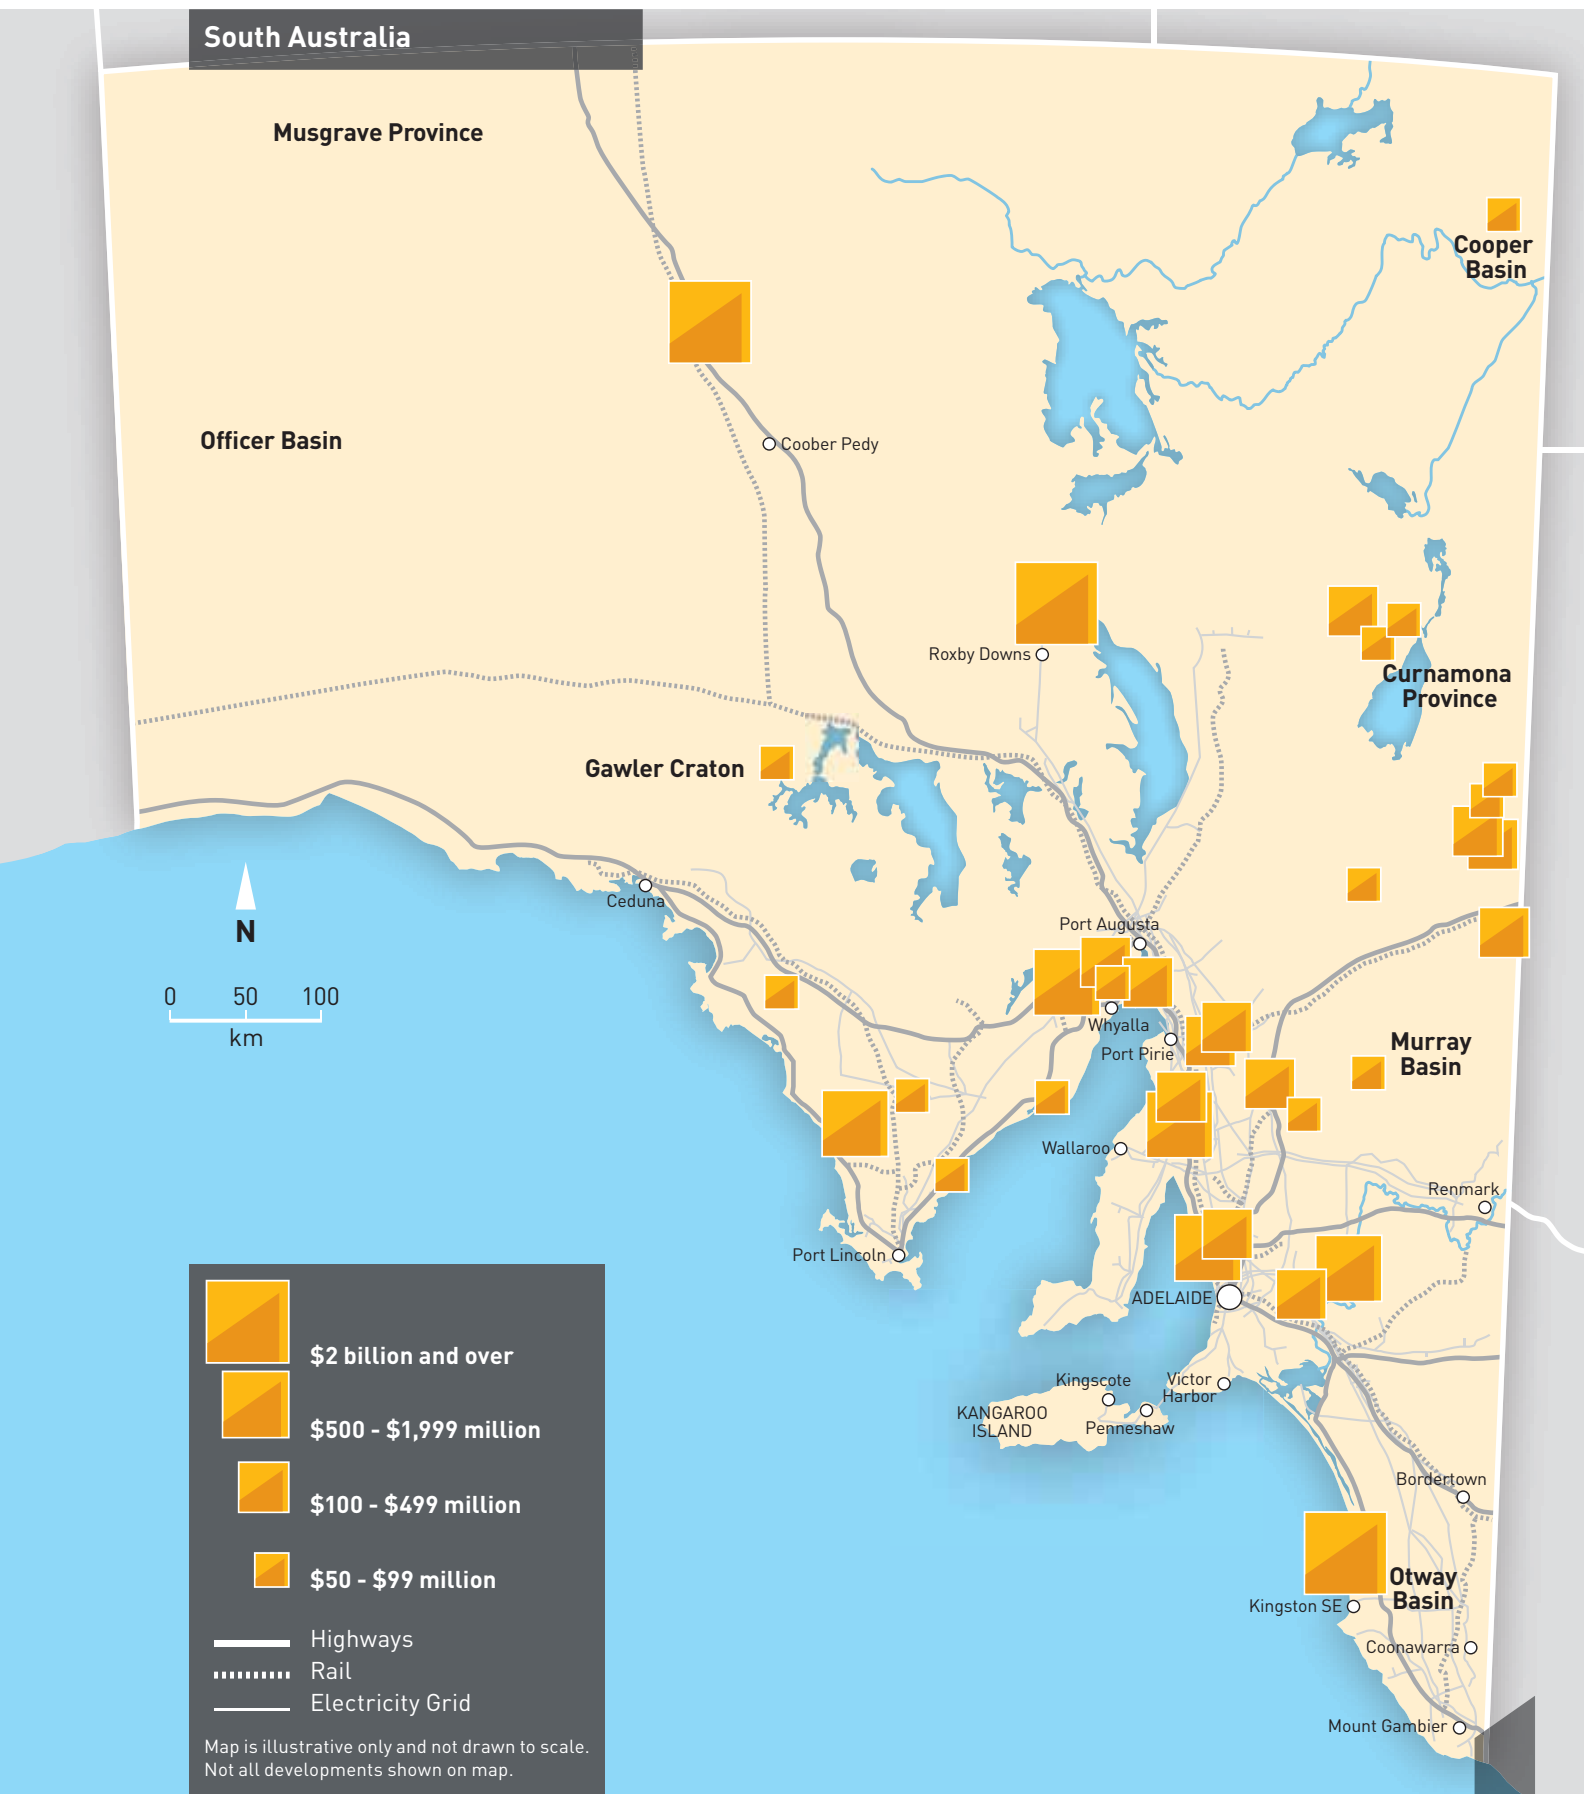 South Australia
Musgrave Province
Cooper
Basin
Officer Basin
Coober Pedy
Roxby Downs
Curnamona
Province
Gawler Craton
Ceduna
Port Augusta
N
0 50 100
km
Whyalla
Port Pirie
Murray
Basin
Wallaroo
Renmark
Port Lincoln
ADELAIDE
Kingscote
Victor
Harbor
KANGAROO
ISLAND
Penneshaw
Bordertown
Otway
Basin
Kingston SE
Coonawarra
Mount Gambier
$2 billion and over
$500 - $1,999 million
$100 - $499 million
$50 - $99 million
Highways
Rail
Electricity Grid
Map is illustrative only and not drawn to scale.
Not all developments shown on map.